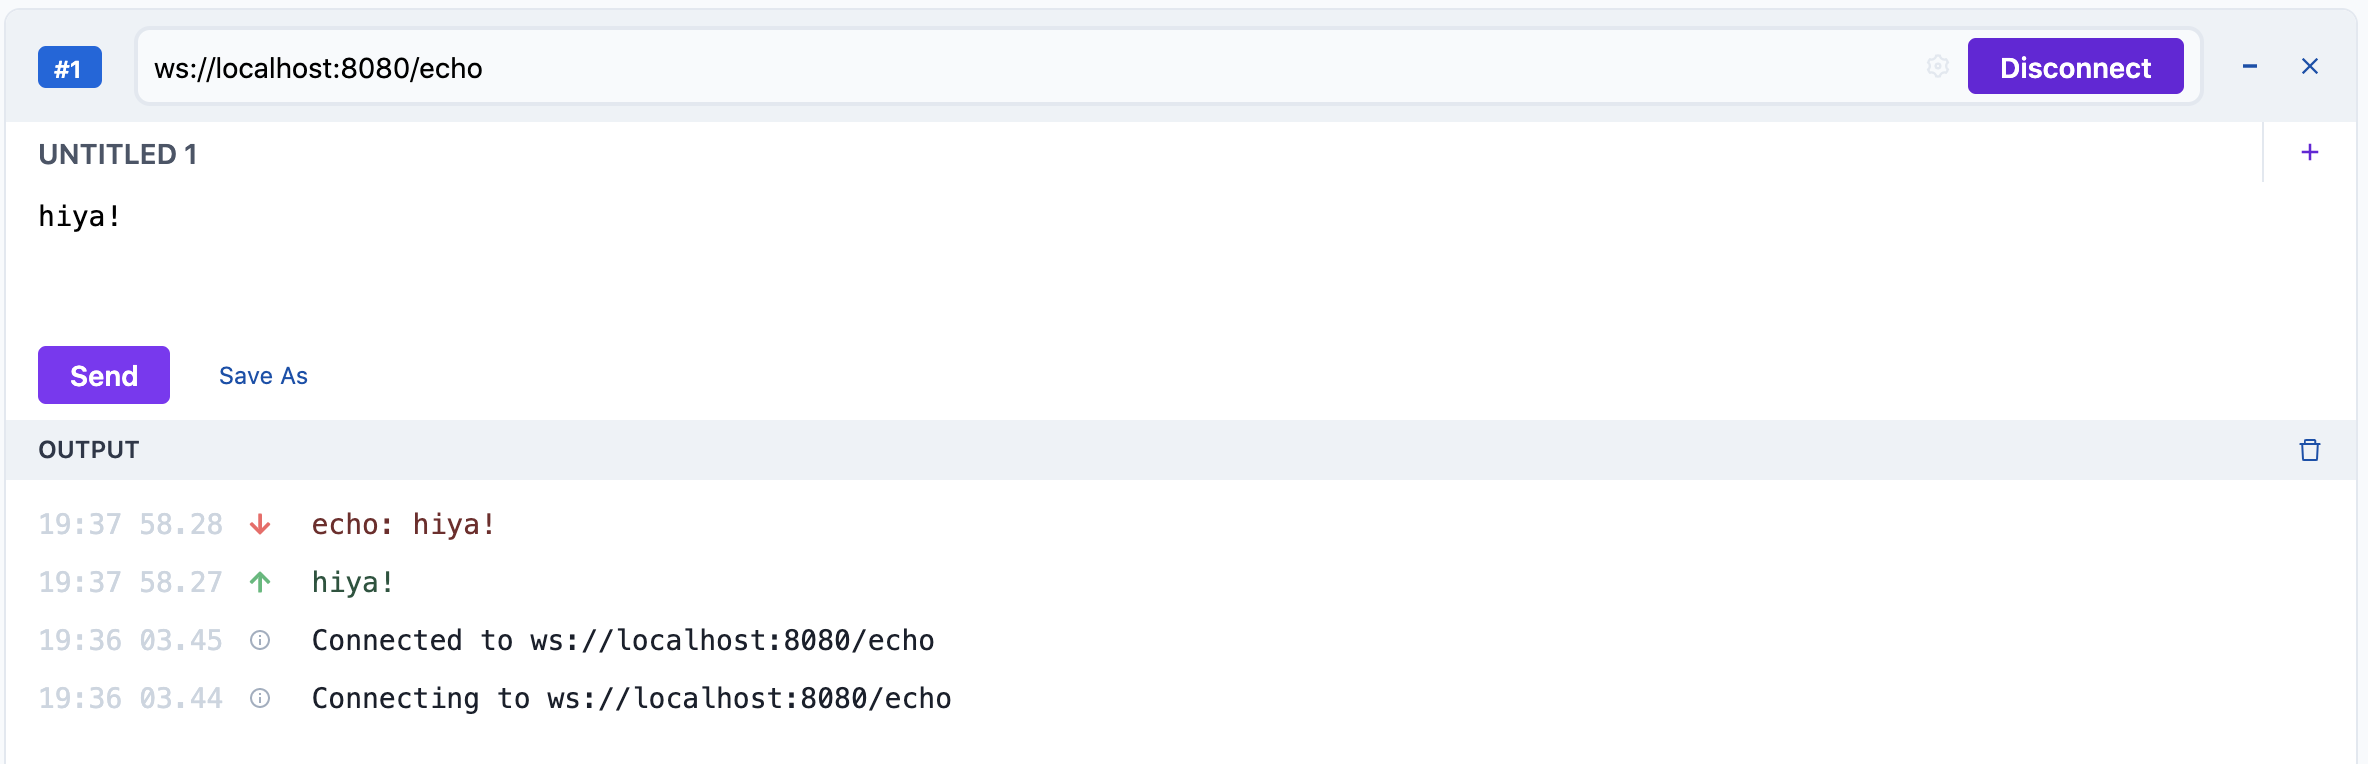 #1 ws://localhost:8080/echo Disconnect
UNTITLED 1
hiya!
Send Save As
OUTPUT
19:37 58.28 echo: hiya!
19:37 58.27 hiya!
19:36 03.45 Connected to ws://localhost:8080/echo
19:36 03.44 Connecting to ws://localhost:8080/echo